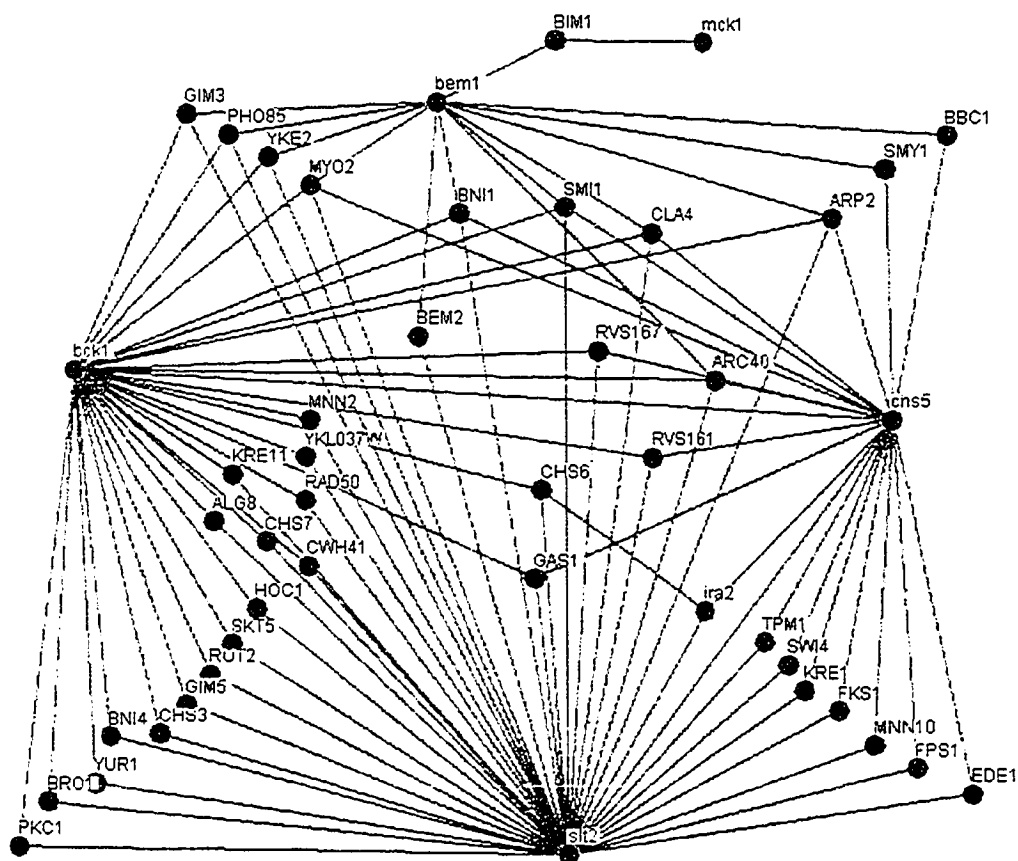 BIM1
mck1
bem1
GIM3
PHO85
BBC1
YKE2
SMY1
MYO2
BNI1
SMI1
CLA4
ARP2
BEM2
RVS167
bck1
ARC40
cns5
MNN2
YKL037W
RVS161
KRE11
CHS6
RAD50
ALG8
CHS7
CWH41
GAS1
HOC1
ira2
SKT5
TPM1
ROT2
SWI4
GIM5
KRE1
FKS1
BNI4
CHS3
MNN10
YUR1
FPS1
BRO1
EDE1
PKC1
slt2